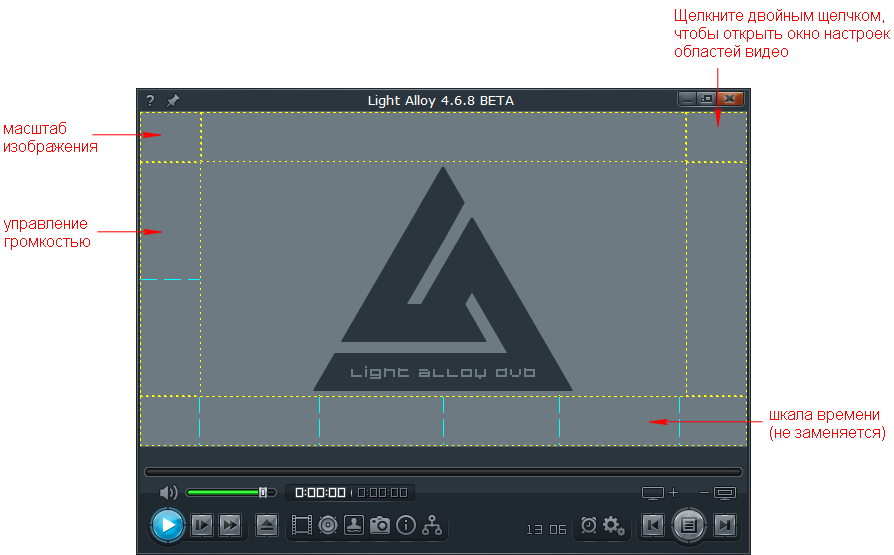 Щелкните двойным щелчком,
чтобы открыть окно настроек
областей видео
? Light Alloy 4.6.8 BETA
масштаб
изображения
управление
громкостью
Light alloy dvb
шкала времени
(не заменяется)
0:00:00 0:00:00
13 06